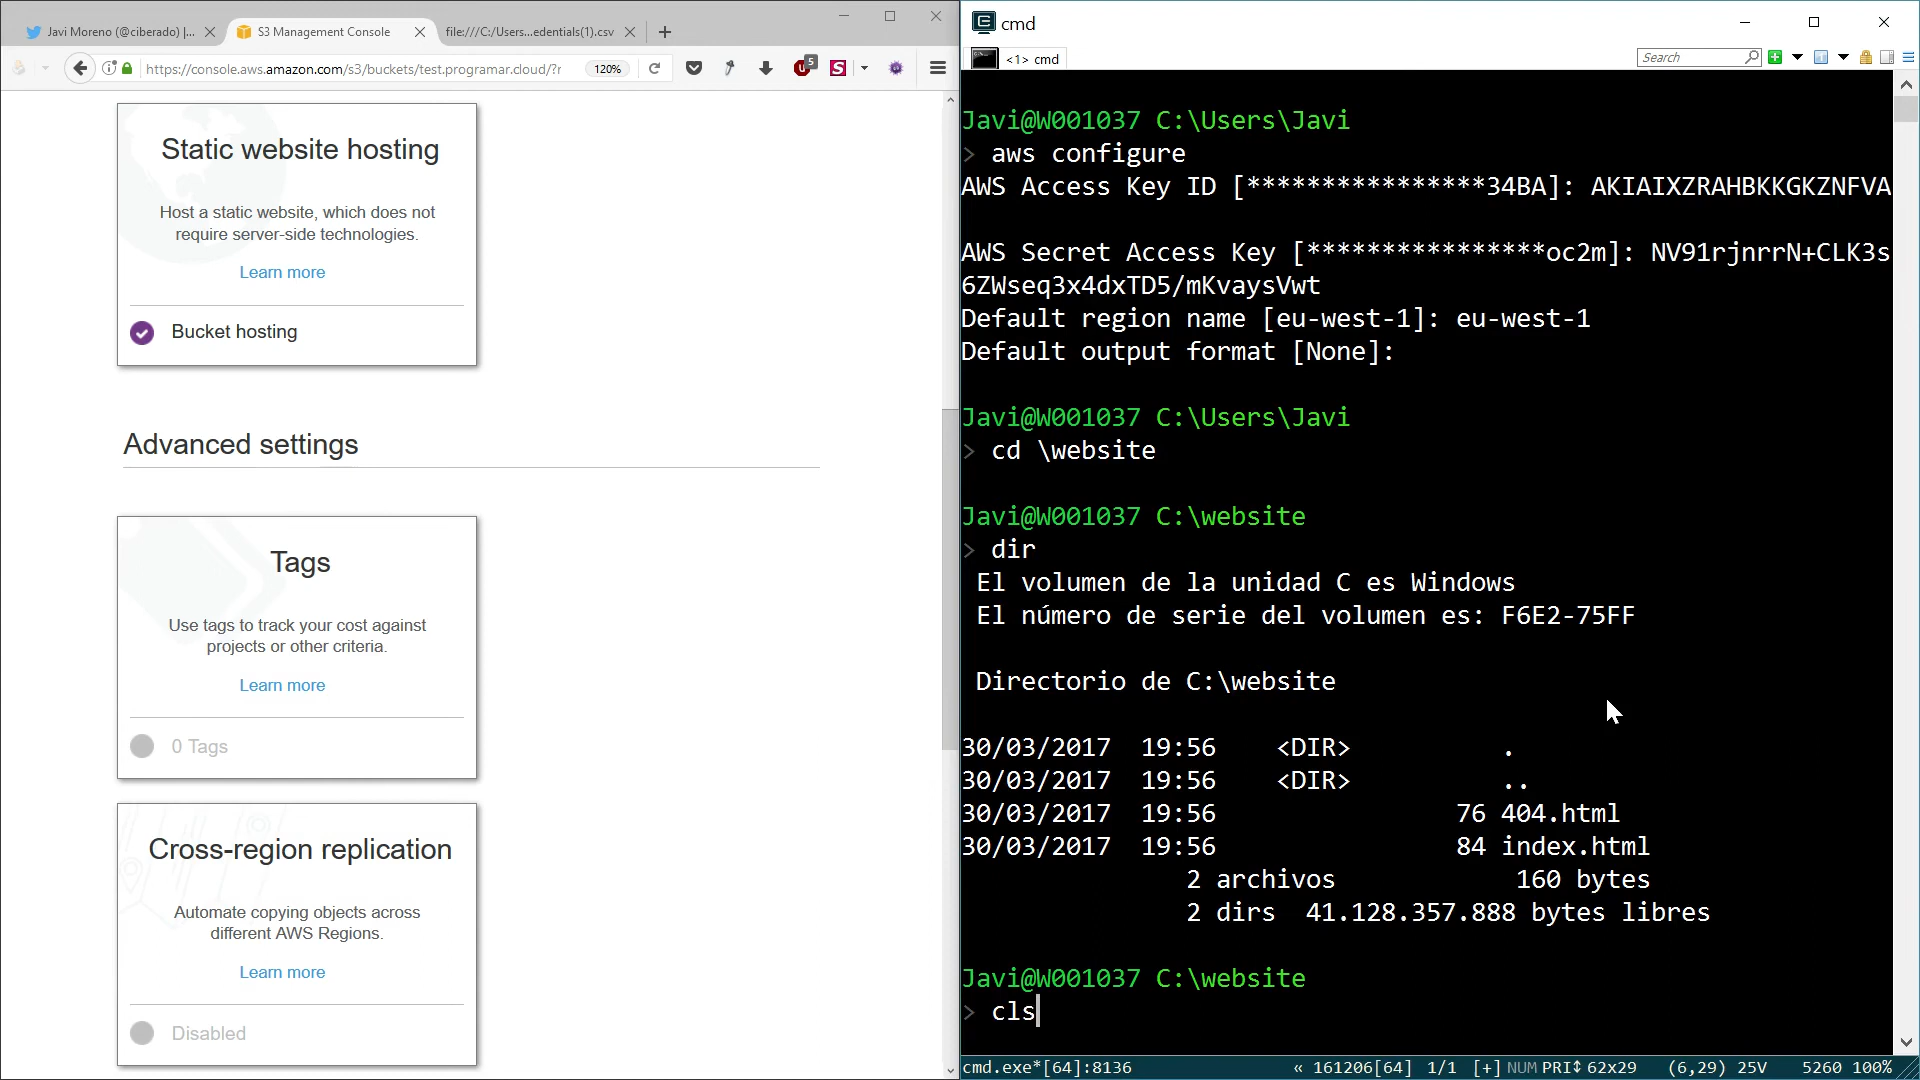 Javi Moreno (@ciberado) |...
S3 Management Console
file:///C:/Users...edentials(1).csv
https://console.aws.amazon.com/s3/buckets/test.programar.cloud/?r
120%
5
S
Static website hosting
Host a static website, which does not
require server-side technologies.
Learn more
Bucket hosting
Advanced settings
Tags
Use tags to track your cost against
projects or other criteria.
Learn more
0 Tags
Cross-region replication
Automate copying objects across
different AWS Regions.
Learn more
Disabled
cmd
<1> cmd
Search
Javi@W001037 C:\Users\Javi
> aws configure
AWS Access Key ID [****************34BA]: AKIAIXZRAHBKKGKZNFVA
AWS Secret Access Key [****************oc2m]: NV91rjnrrN+CLK3s
6ZWseq3x4dxTD5/mKvaysVwt
Default region name [eu-west-1]: eu-west-1
Default output format [None]:
Javi@W001037 C:\Users\Javi
> cd \website
Javi@W001037 C:\website
> dir
El volumen de la unidad C es Windows
El número de serie del volumen es: F6E2-75FF
Directorio de C:\website
30/03/2017 19:56 <DIR> .
30/03/2017 19:56 <DIR> ..
30/03/2017 19:56 76 404.html
30/03/2017 19:56 84 index.html
2 archivos 160 bytes
2 dirs 41.128.357.888 bytes libres
Javi@W001037 C:\website
> cls
cmd.exe*[64]:8136 « 161206[64] 1/1 [+] NUM PRI↕ 62x29 (6,29) 25V 5260 100%